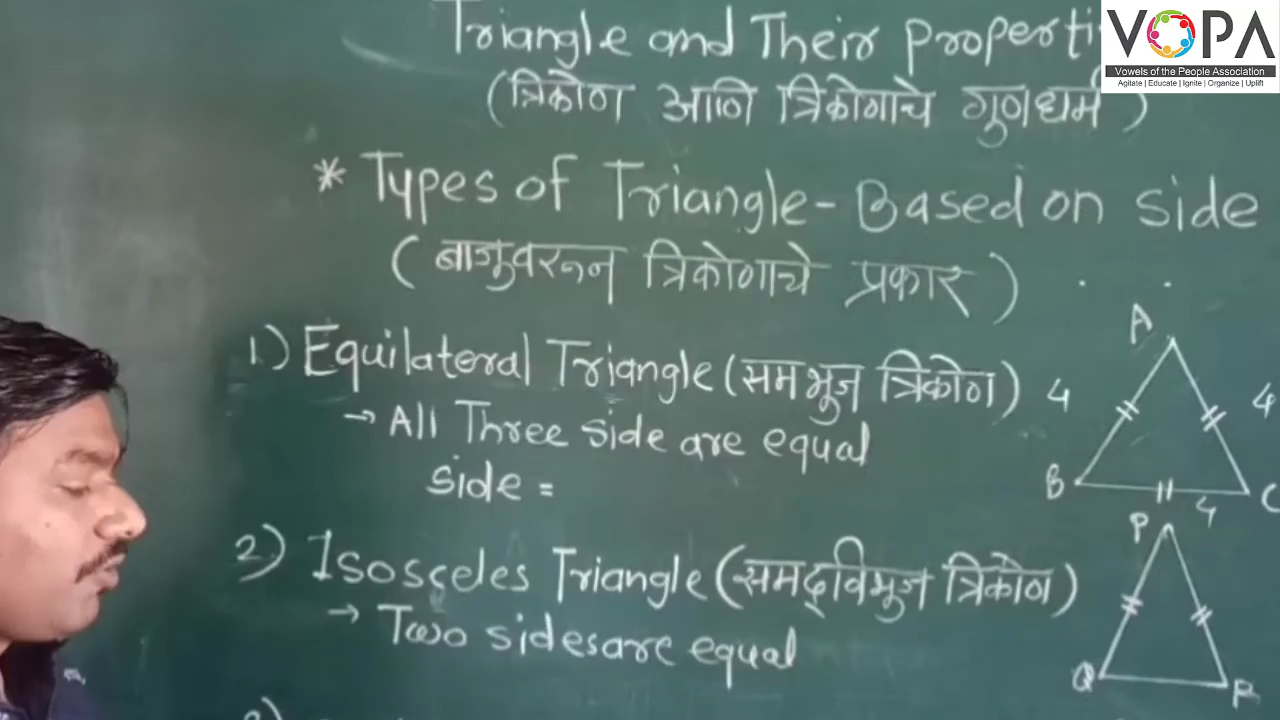 Triangle and Their Properti
(त्रिकोण आणि त्रिकोणाचे गुणधर्म)
VOPA
Vowels of the People Association
Agitate | Educate | Ignite | Organize | Uplift
* Types of Triangle - Based on side
(बाजुवरून त्रिकोणाचे प्रकार)
1.) Equilateral Triangle (समभुज त्रिकोण)
→ All Three side are equal
side =
A
4
4
B
C
4
2) Isosceles Triangle (समद्विभुज त्रिकोण)
→ Two sides are equal
P
Q
R